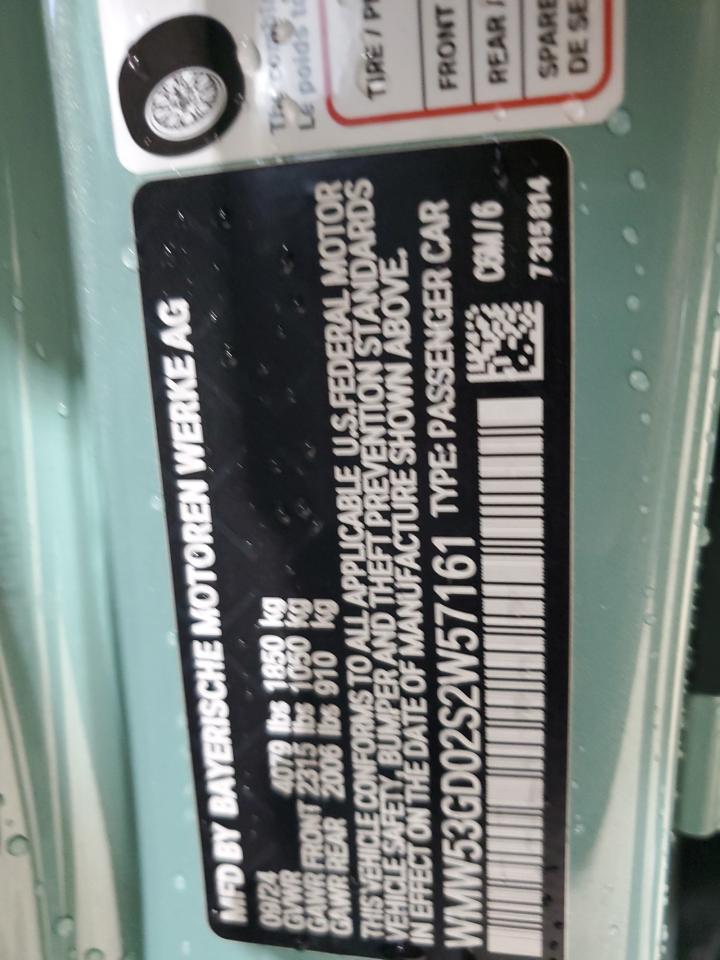 Le poids to
TIRE / P
FRONT
REAR /
SPARE
DE SE
MFD BY BAYERISCHE MOTOREN WERKE AG
09/24
GVWR 4079 lbs 1850 kg
GAWR FRONT 2315 lbs 1050 kg
GAWR REAR 2006 lbs 910 kg
THIS VEHICLE CONFORMS TO ALL APPLICABLE U.S.FEDERAL MOTOR
VEHICLE SAFETY, BUMPER AND THEFT PREVENTION STANDARDS
IN EFFECT ON THE DATE OF MANUFACTURE SHOWN ABOVE.
WMW53GD02S2W57161 TYPE: PASSENGER CAR
C6M / 6
7 315 814